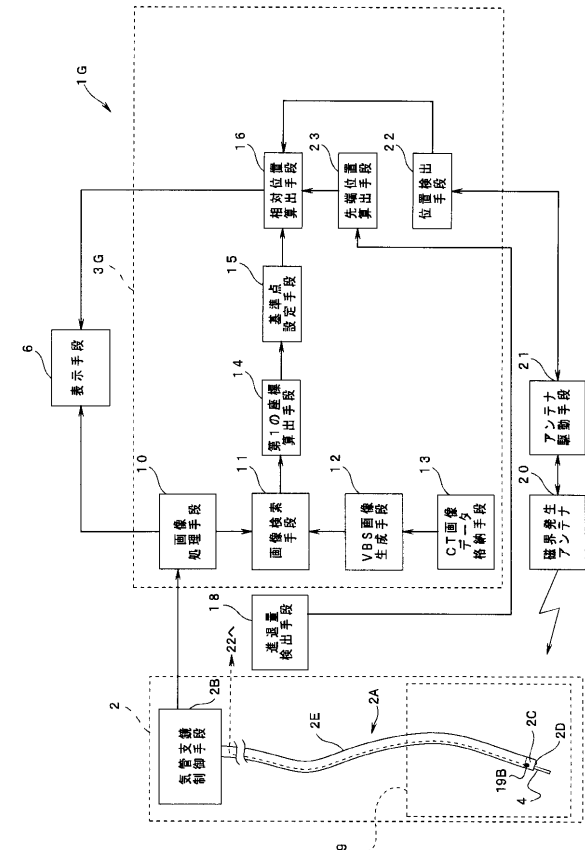 1G
3G
6
表示手段
10
画像
処理手段
11
画像検索
手段
12
VBS画像
生成手段
13
CT画像
データ
格納手段
14
第1の座標
算出手段
15
基準点
設定手段
16
相対位置
算出手段
23
先端位置
算出手段
22
位置検出
手段
18
進退量
検出手段
20
磁界発生
アンテナ
21
アンテナ
駆動手段
2
2B
気管支鏡
制御手段
22へ
2E
2A
2C
2D
19B
4
9